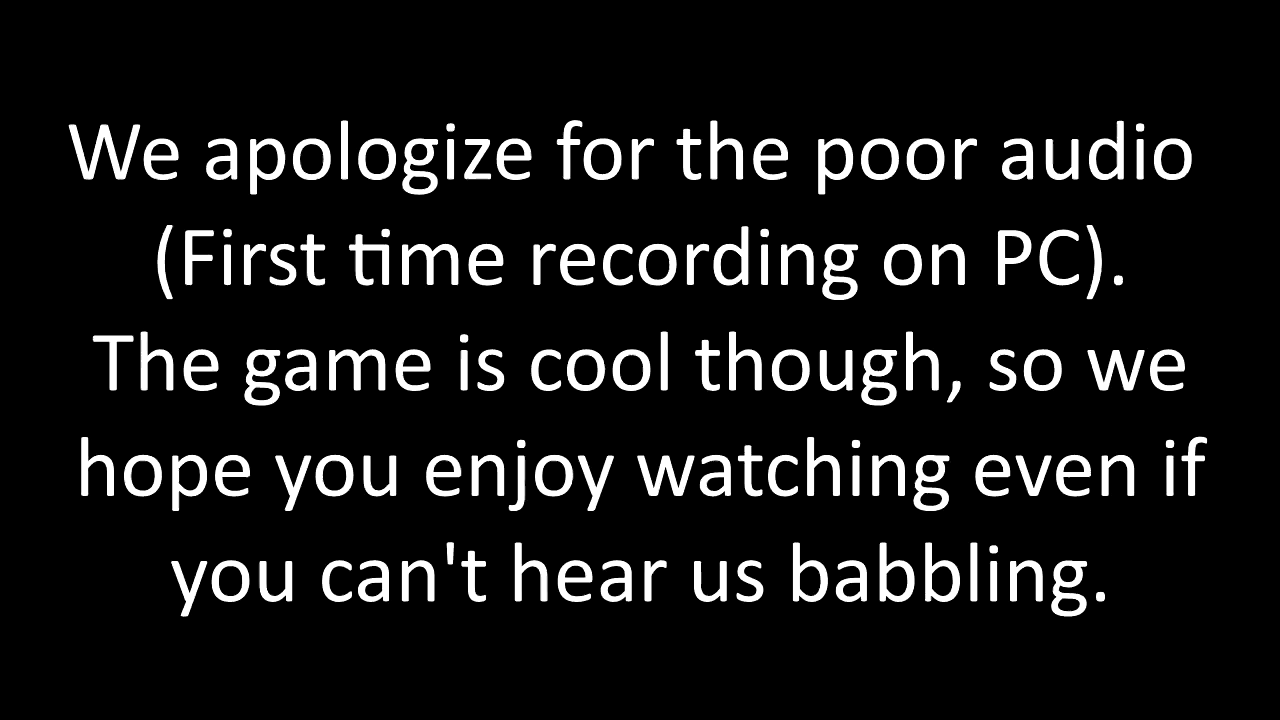 We apologize for the poor audio
(First time recording on PC).
The game is cool though, so we
hope you enjoy watching even if
you can't hear us babbling.